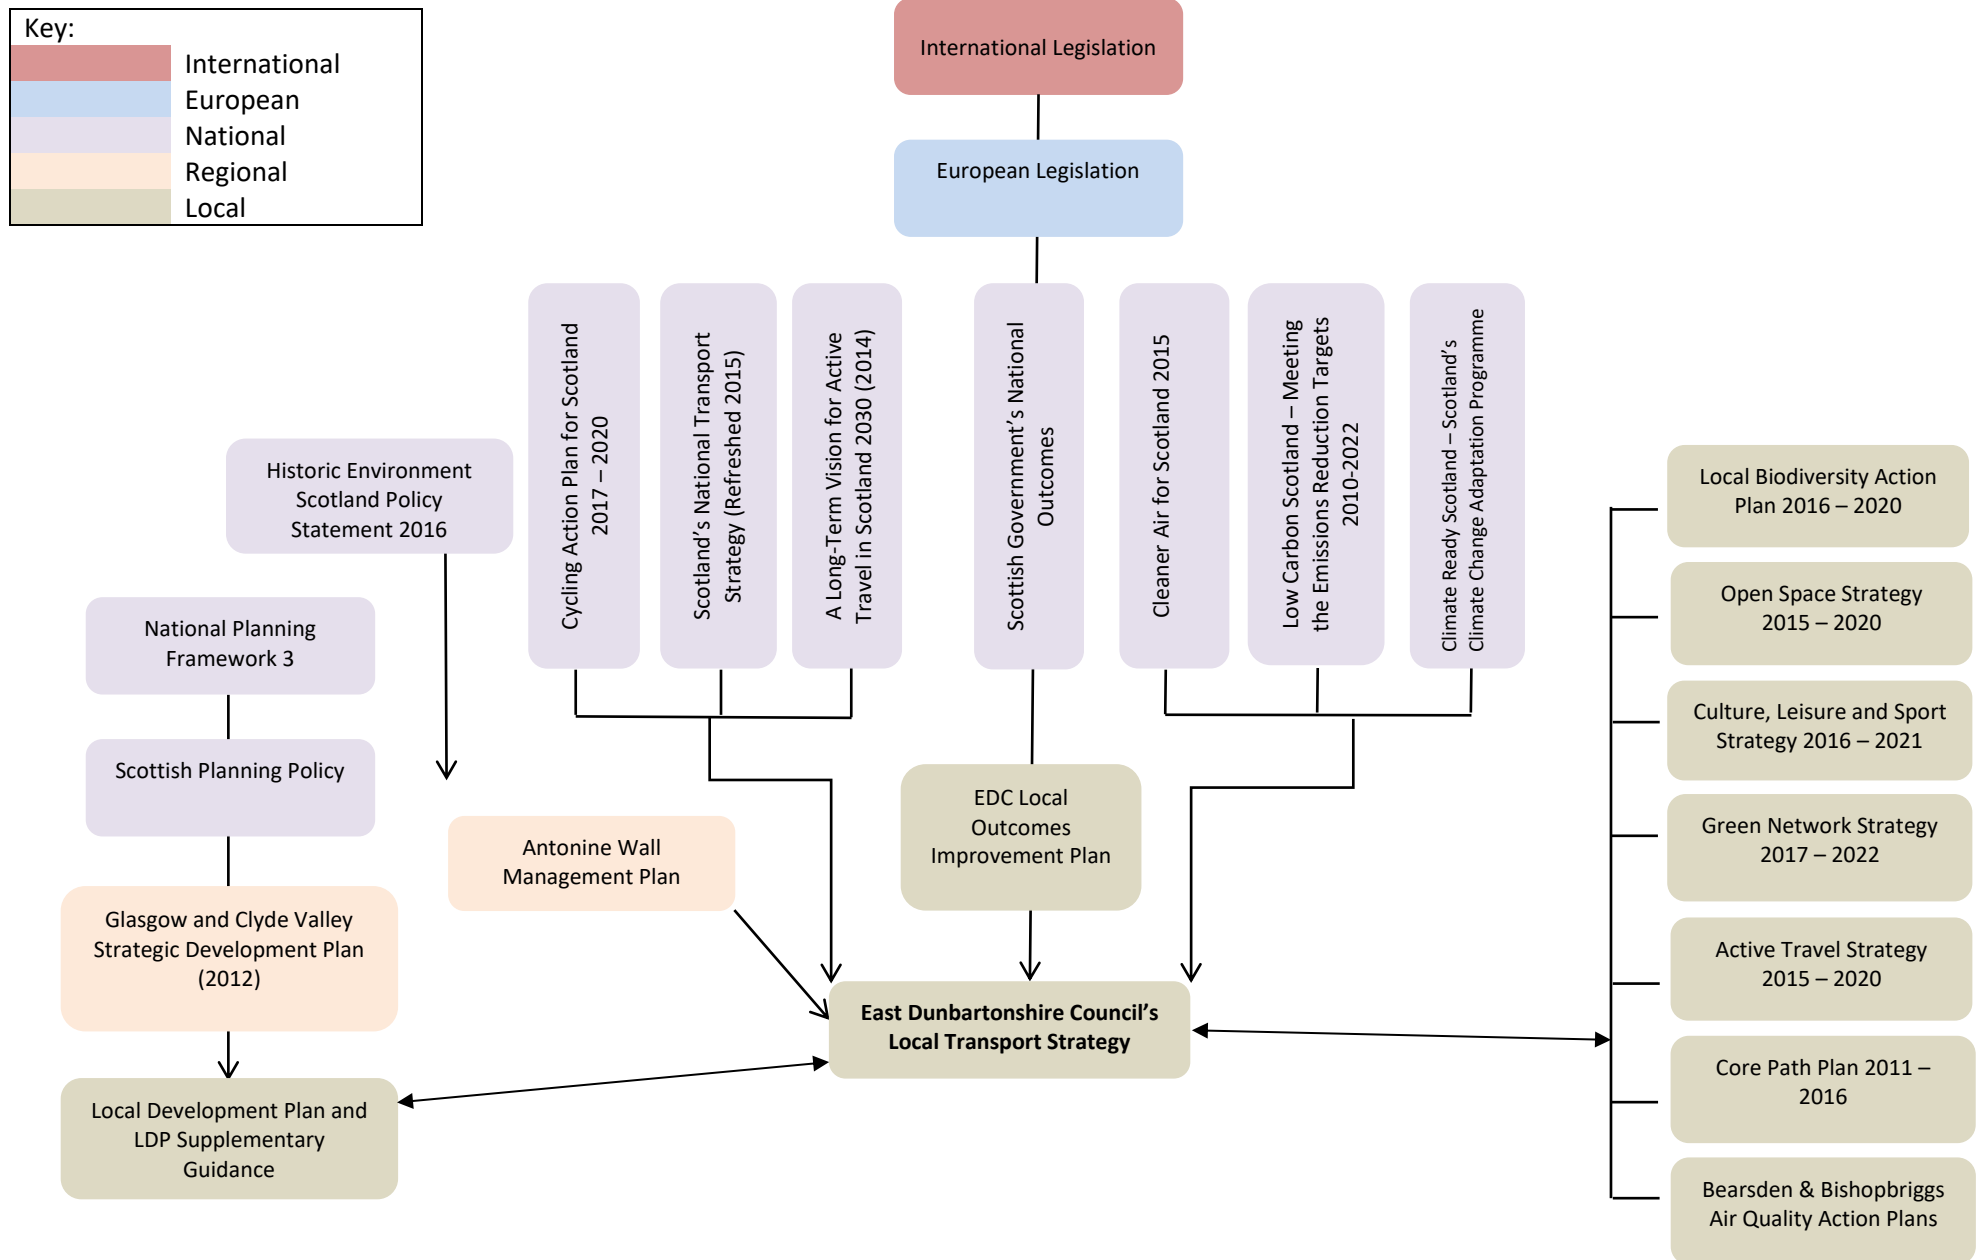 Key:
International
European
National
Regional
Local
International Legislation
European Legislation
Cycling Action Plan for Scotland
2017 – 2020
Scotland’s National Transport
Strategy (Refreshed 2015)
A Long-Term Vision for Active
Travel in Scotland 2030 (2014)
Scottish Government’s National
Outcomes
Cleaner Air for Scotland 2015
Low Carbon Scotland – Meeting
the Emissions Reduction Targets
2010-2022
Climate Ready Scotland – Scotland’s
Climate Change Adaptation Programme
Historic Environment
Scotland Policy
Statement 2016
National Planning
Framework 3
Scottish Planning Policy
Glasgow and Clyde Valley
Strategic Development Plan
(2012)
Local Development Plan and
LDP Supplementary
Guidance
Antonine Wall
Management Plan
EDC Local
Outcomes
Improvement Plan
East Dunbartonshire Council’s
Local Transport Strategy
Local Biodiversity Action
Plan 2016 – 2020
Open Space Strategy
2015 – 2020
Culture, Leisure and Sport
Strategy 2016 – 2021
Green Network Strategy
2017 – 2022
Active Travel Strategy
2015 – 2020
Core Path Plan 2011 –
2016
Bearsden & Bishopbriggs
Air Quality Action Plans